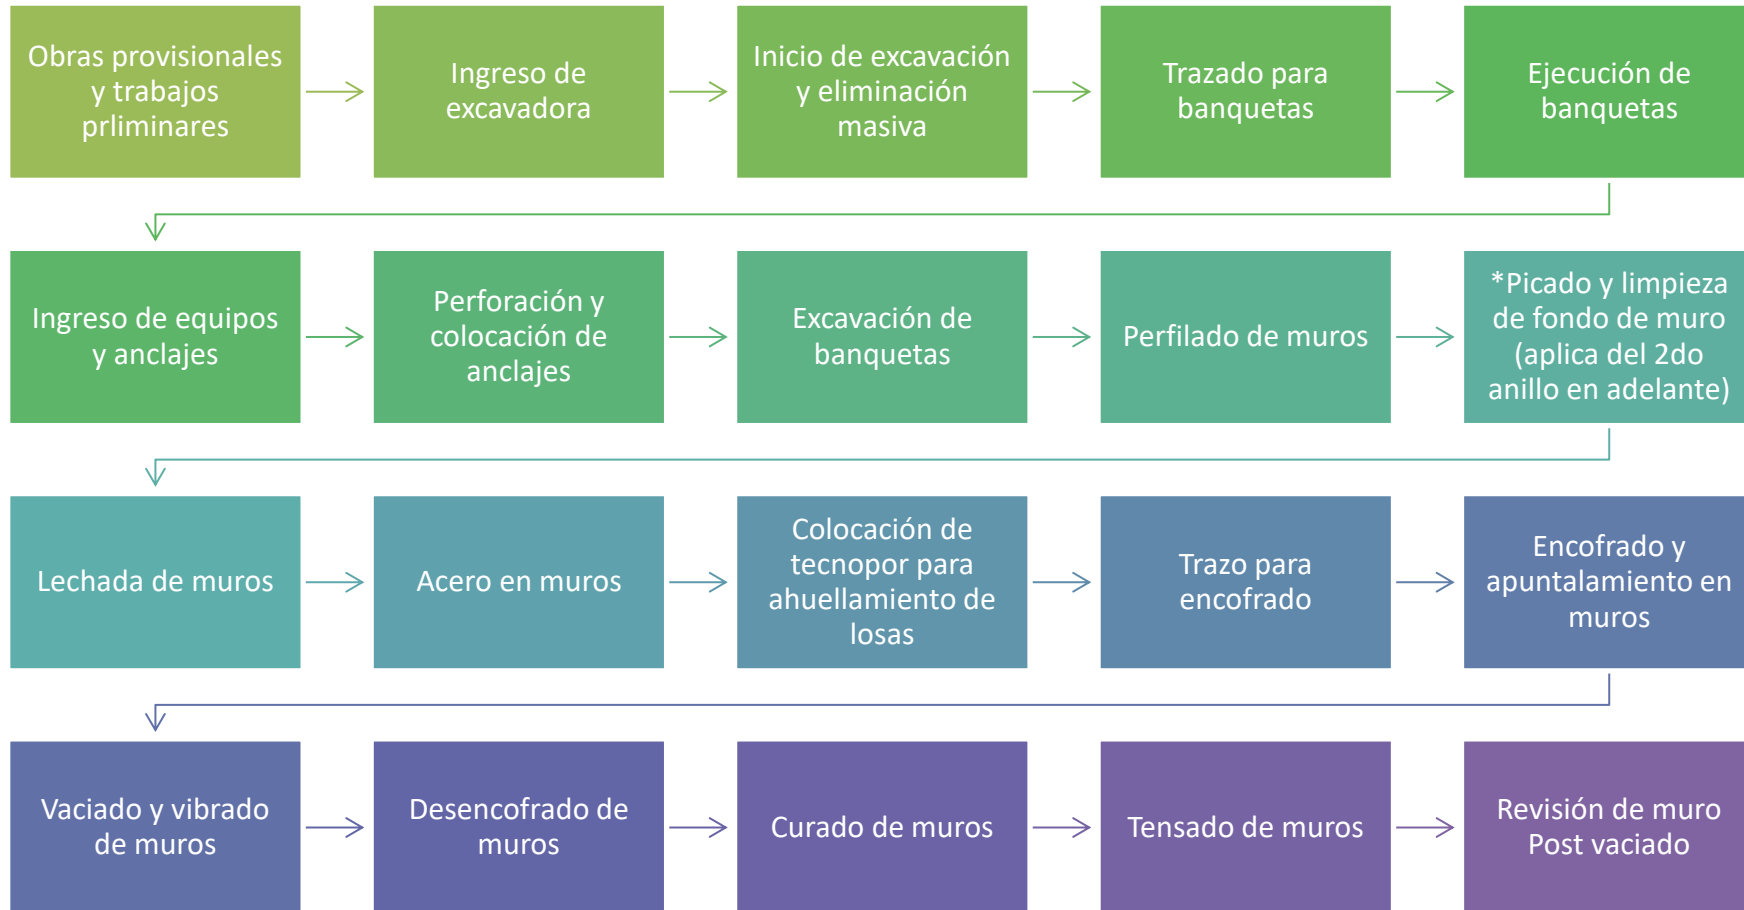 Obras provisionales
y trabajos
prliminares
Ingreso de
excavadora
Inicio de excavación
y eliminación
masiva
Trazado para
banquetas
Ejecución de
banquetas
Ingreso de equipos
y anclajes
Perforación y
colocación de
anclajes
Excavación de
banquetas
Perfilado de muros
*Picado y limpieza
de fondo de muro
(aplica del 2do
anillo en adelante)
Lechada de muros
Acero en muros
Colocación de
tecnopor para
ahuellamiento de
losas
Trazo para
encofrado
Encofrado y
apuntalamiento en
muros
Vaciado y vibrado
de muros
Desencofrado de
muros
Curado de muros
Tensado de muros
Revisión de muro
Post vaciado